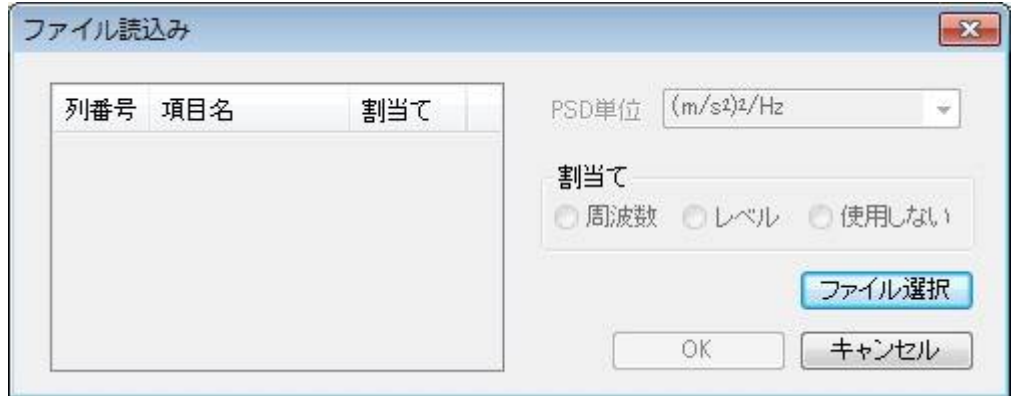 ファイル読込み
列番号 項目名 割当て
PSD単位 (m/s²)²/Hz
割当て
周波数 レベル 使用しない
ファイル選択
OK キャンセル